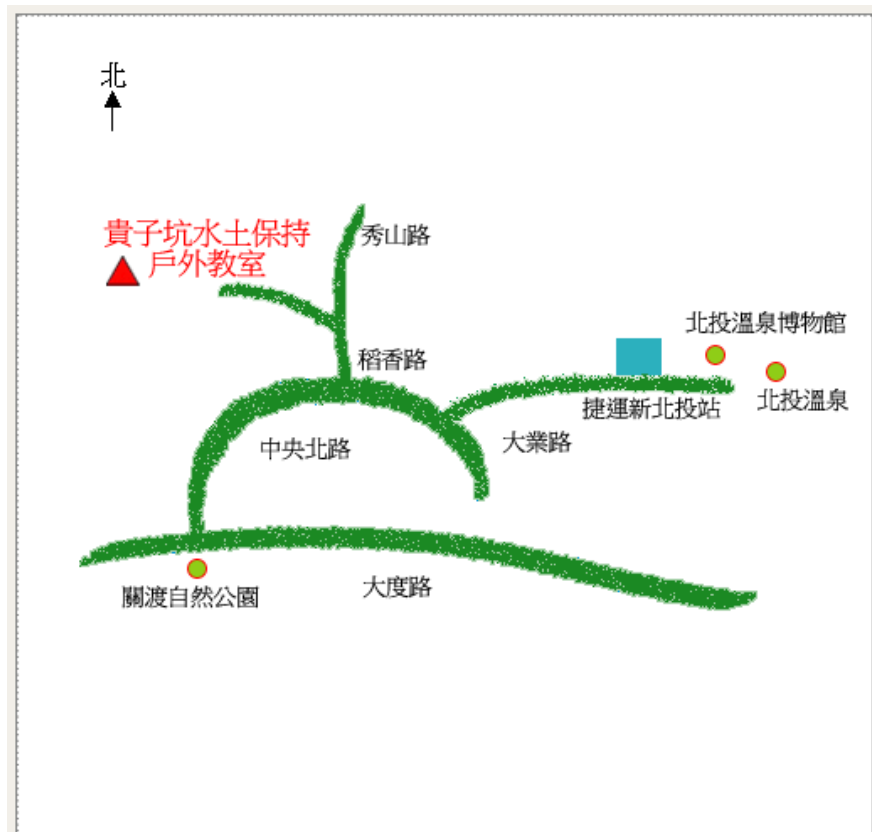 北
貴子坑水土保持
戶外教室
秀山路
北投溫泉博物館
稻香路
北投溫泉
捷運新北投站
大業路
中央北路
大度路
關渡自然公園